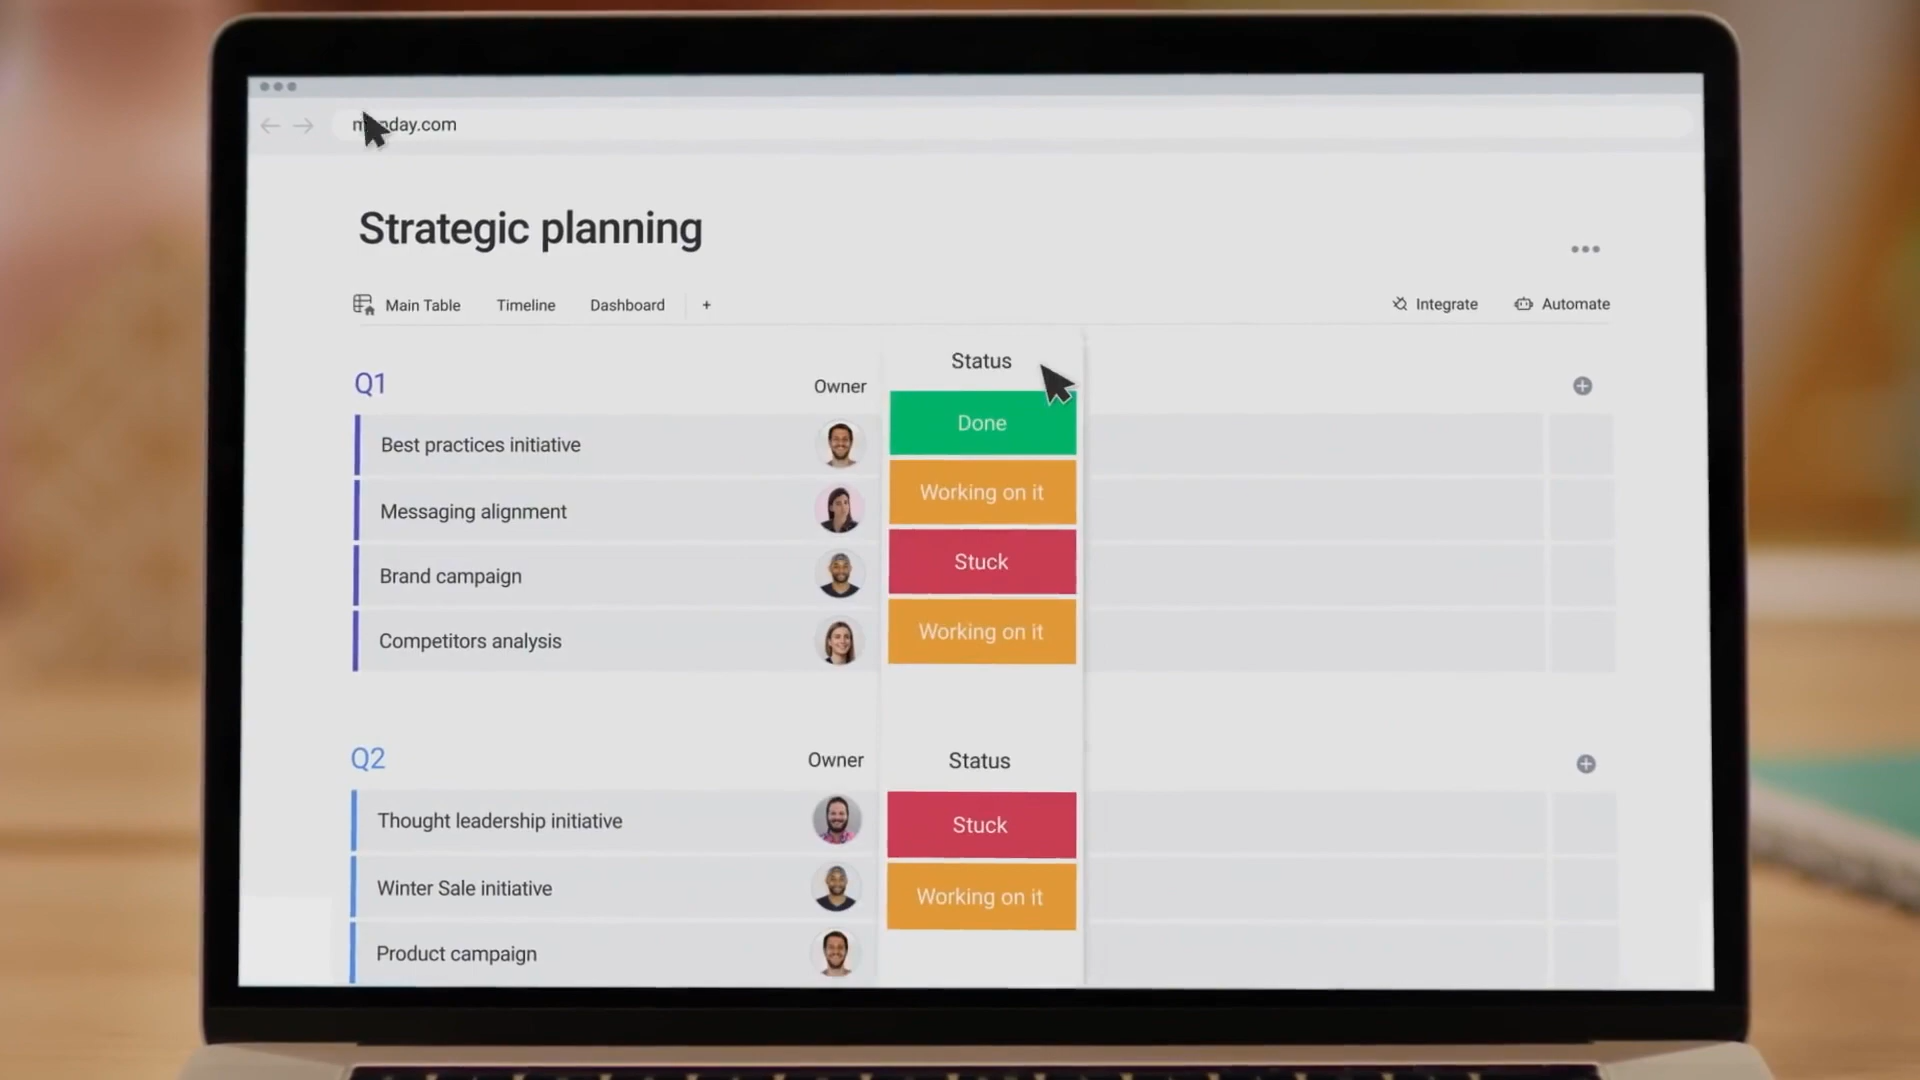 monday.com
Strategic planning
Main Table Timeline Dashboard +
Integrate Automate
Q1 Owner Status
Best practices initiative Done
Messaging alignment Working on it
Brand campaign Stuck
Competitors analysis Working on it
Q2 Owner Status
Thought leadership initiative Stuck
Winter Sale initiative Working on it
Product campaign